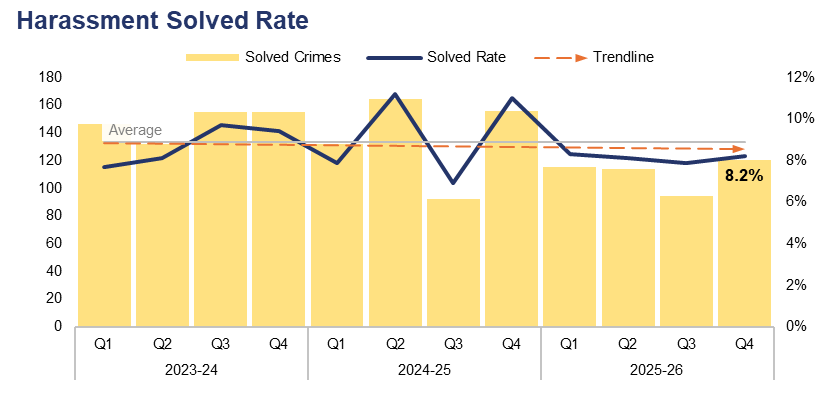 Harassment Solved Rate
Solved Crimes Solved Rate Trendline
180 12%
160 10%
140
Average
120 8%
8.2%
100 6%
80
60 4%
40 2%
20
0 0%
Q1 Q2 Q3 Q4 Q1 Q2 Q3 Q4 Q1 Q2 Q3 Q4
2023-24 2024-25 2025-26